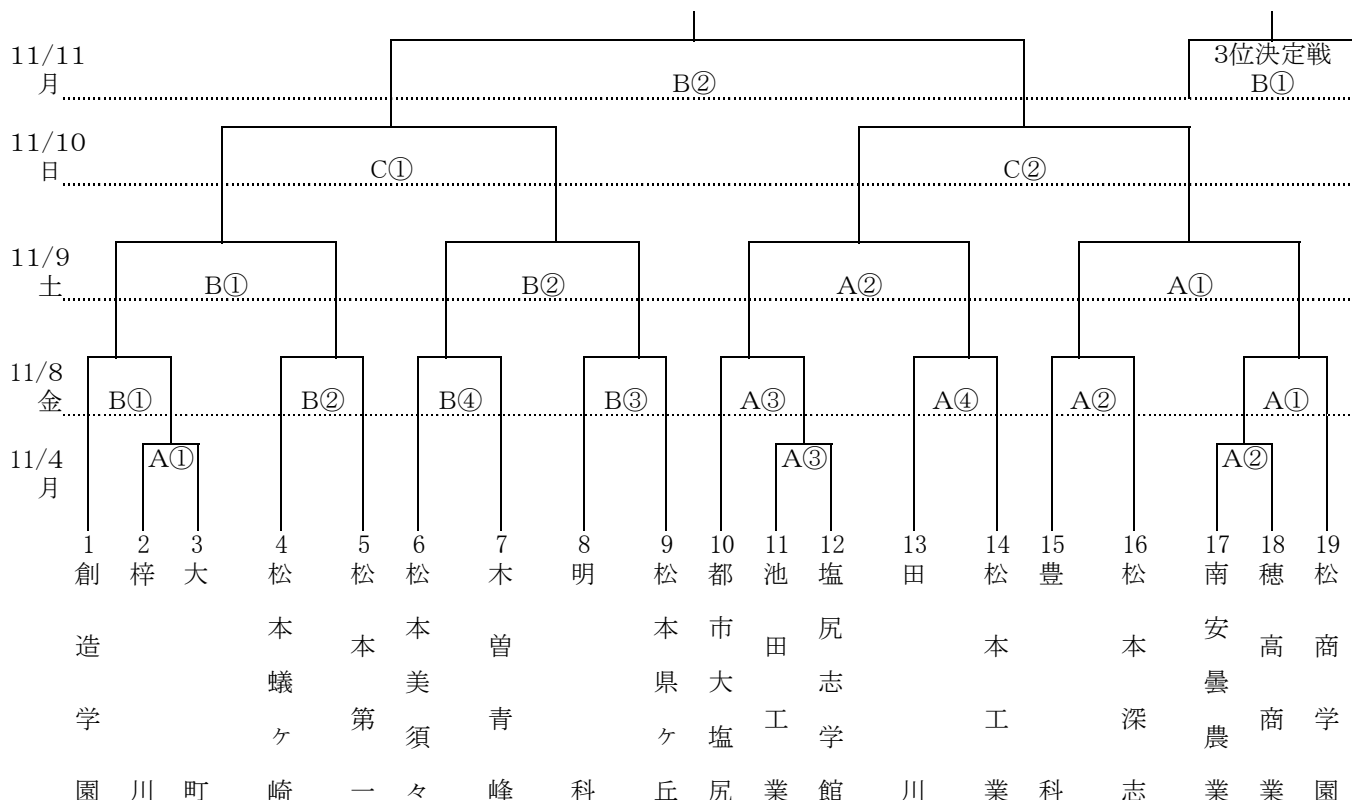 11/11
月
3位決定戦
B②
B①
11/10
日
C①
C②
11/9
土
B①
B②
A②
A①
11/8
金
B①
B②
B④
B③
A③
A④
A②
A①
11/4
月
A①
A③
A②
1 2 3 4 5 6 7 8 9 10 11 12 13 14 15 16 17 18 19
創造学園
梓川
大町
松本蟻ヶ崎
松本第一
松本美須々
木曽青峰
明科
松本県ケ丘
都市大塩尻
池田工業
塩尻志学館
田川
松本工業
豊科
松本深志
南安曇農業
穂高商業
松商学園